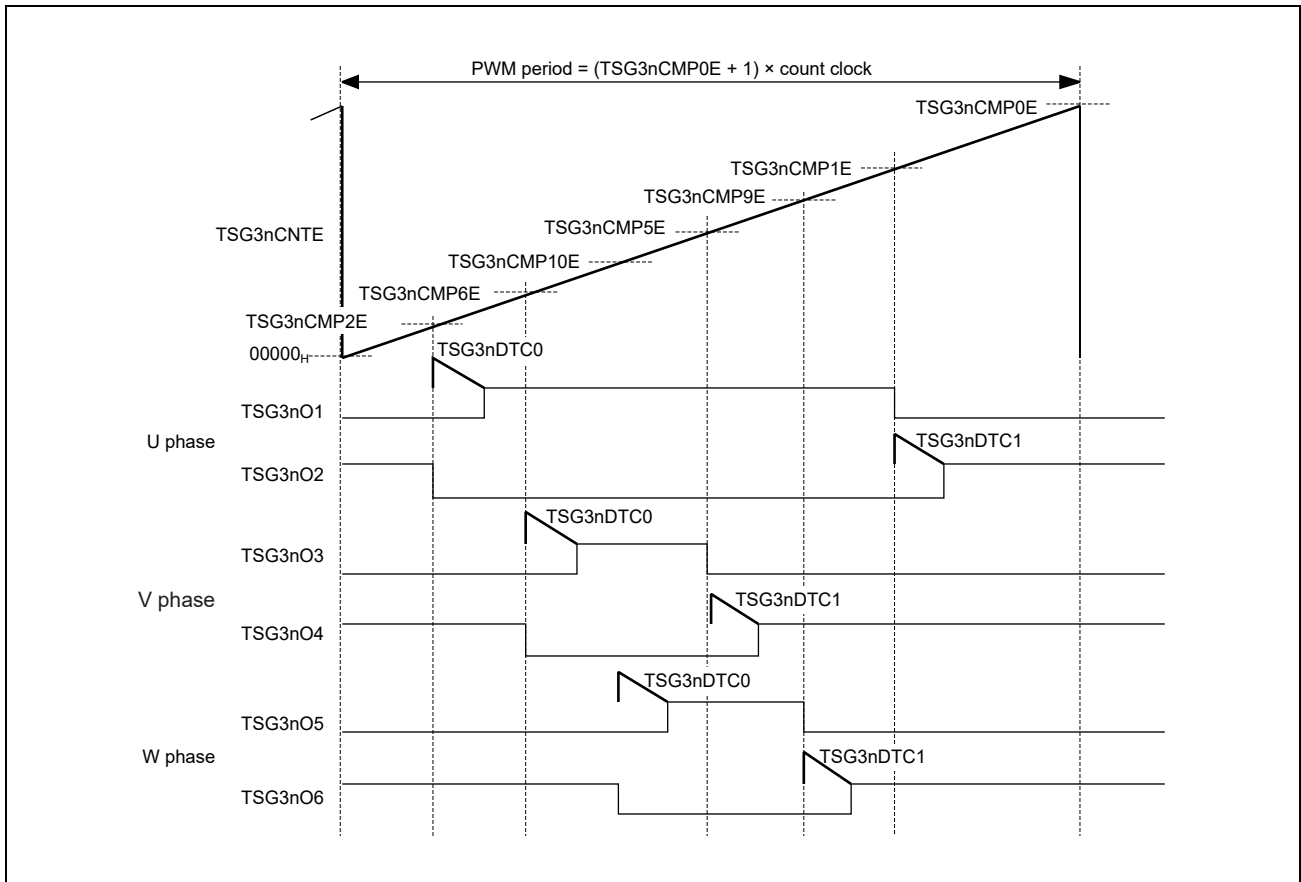 PWM period = (TSG3nCMP0E + 1) × count clock
TSG3nCMP0E
TSG3nCMP1E
TSG3nCMP9E
TSG3nCNTE
TSG3nCMP5E
TSG3nCMP10E
TSG3nCMP6E
TSG3nCMP2E
00000H
TSG3nDTC0
TSG3nO1
U phase
TSG3nDTC1
TSG3nO2
TSG3nDTC0
TSG3nO3
V phase
TSG3nDTC1
TSG3nO4
TSG3nDTC0
TSG3nO5
W phase
TSG3nDTC1
TSG3nO6